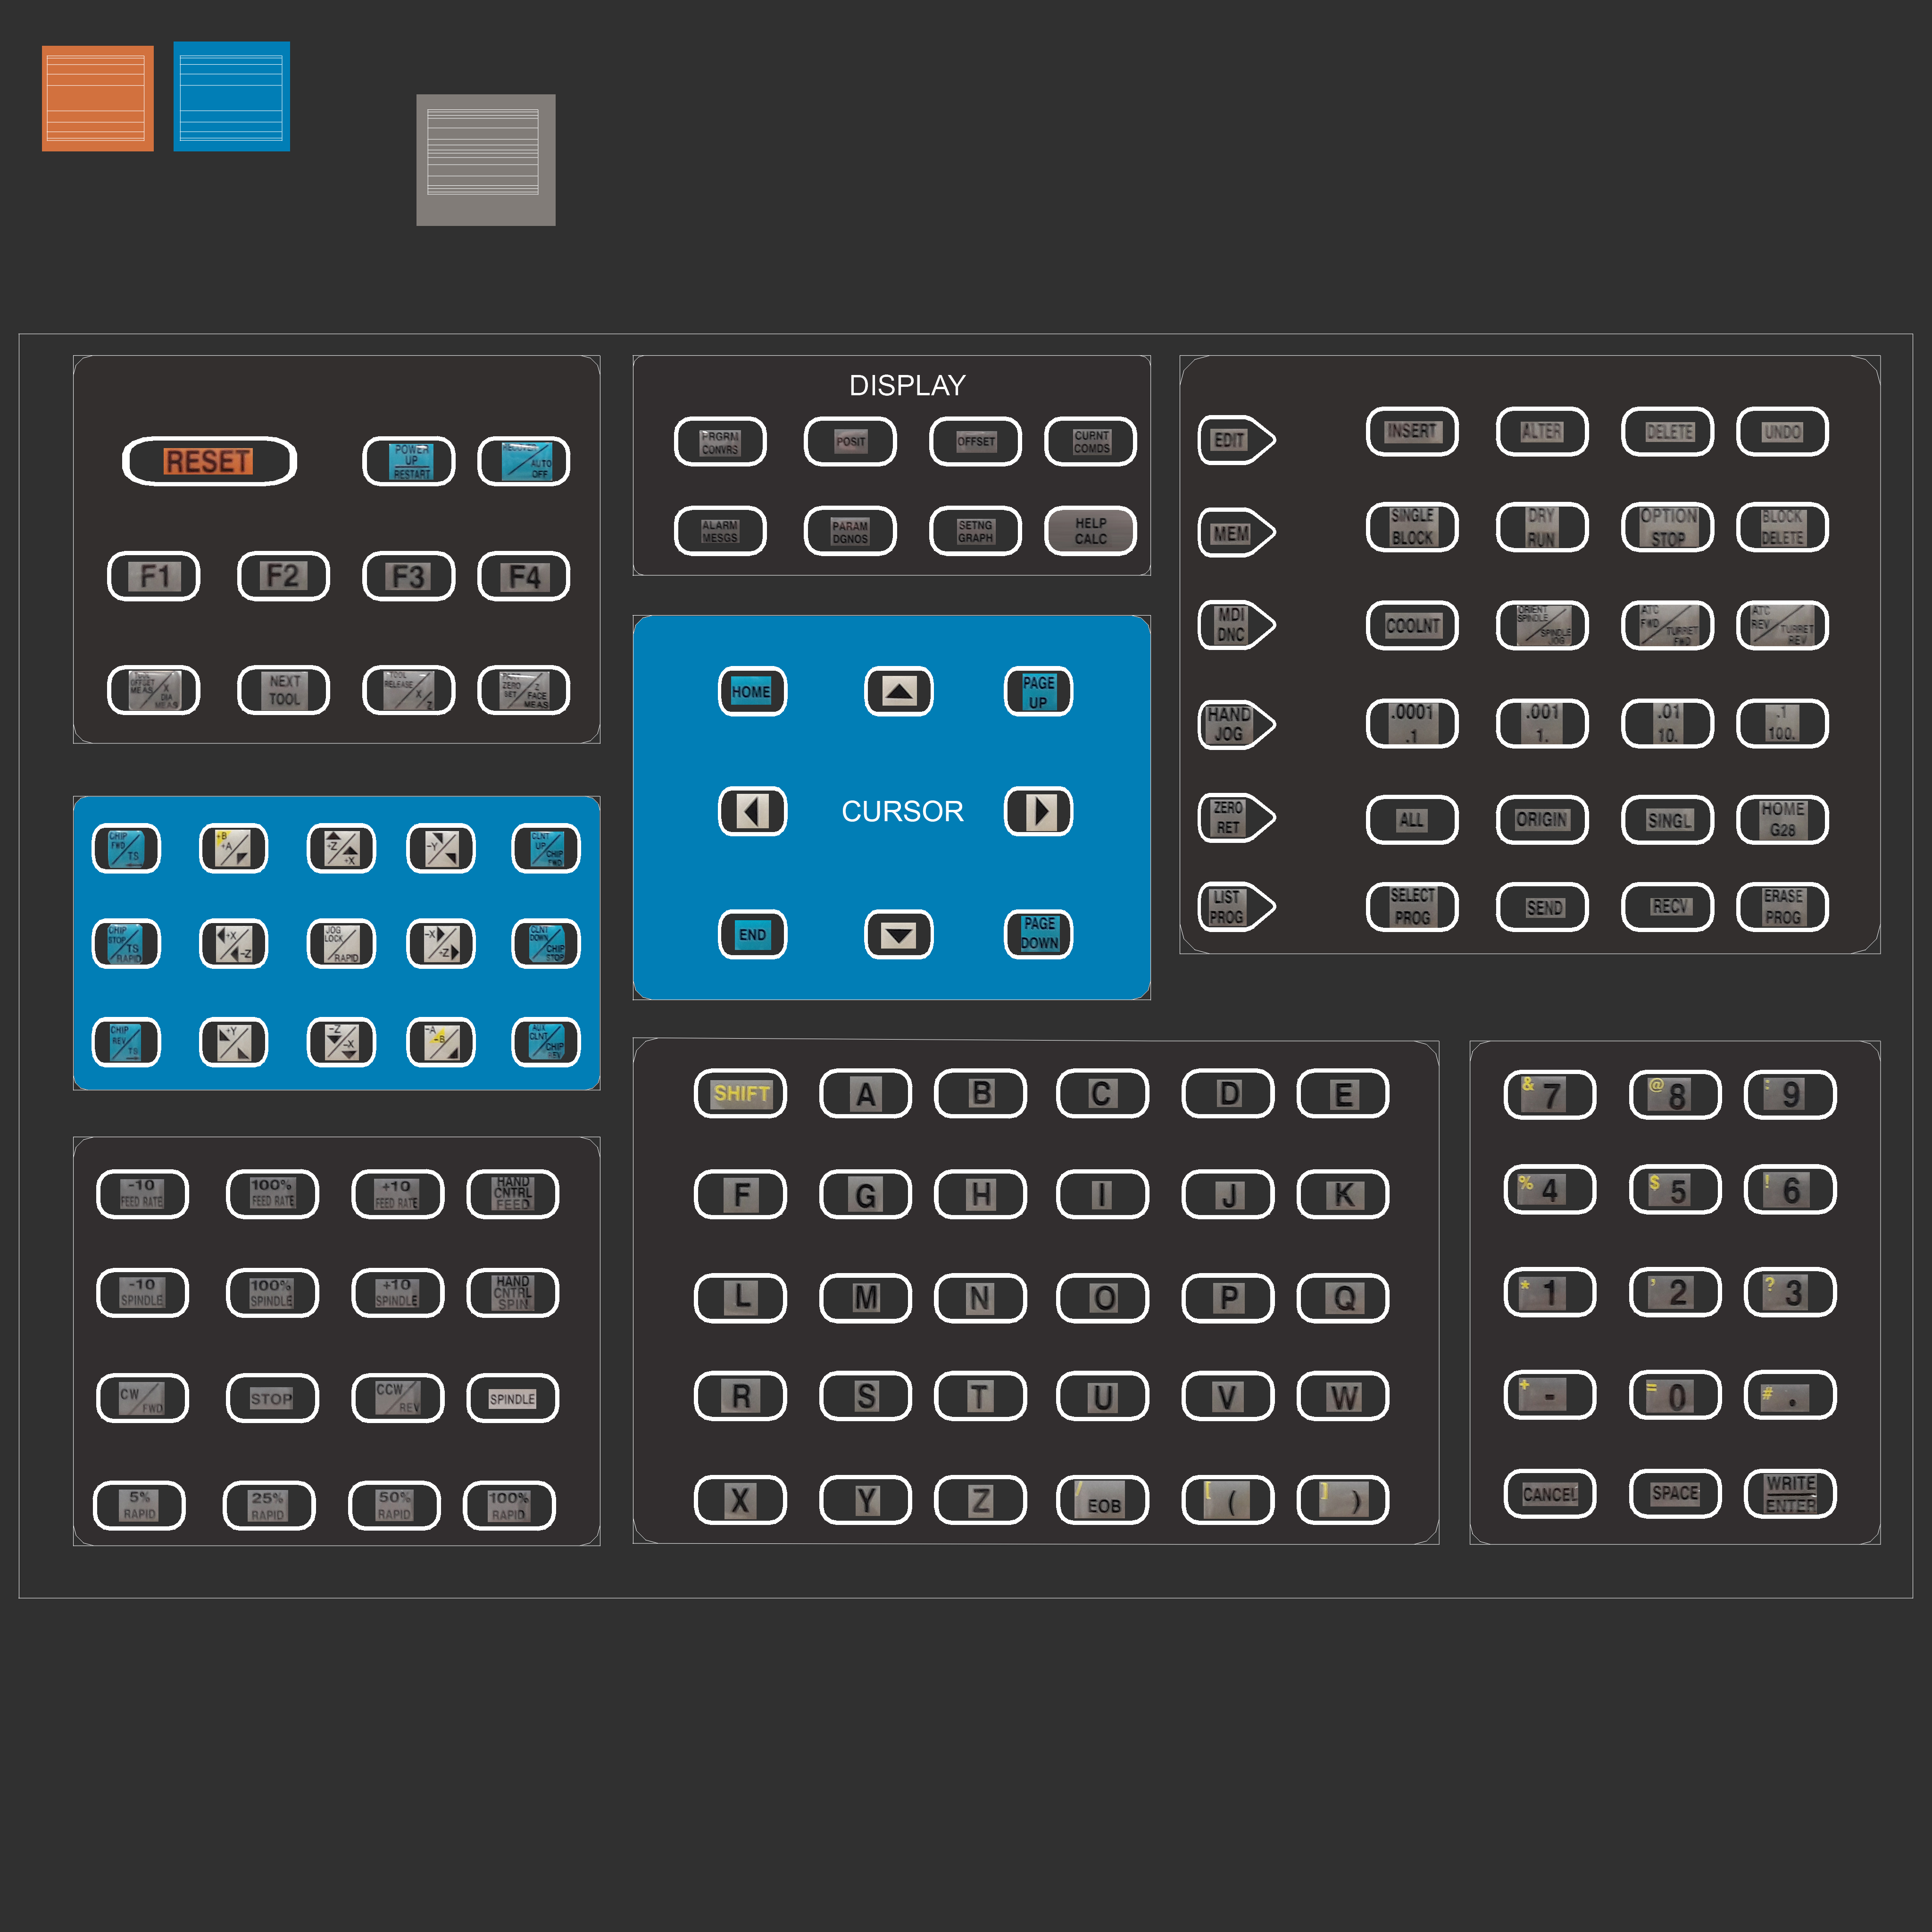 RESET
POWER
UP
RESTART
RECOVER
AUTO
OFF
F1
F2
F3
F4
TOOL
OFFSET
MEAS
X
DIA
MEAS
NEXT
TOOL
TOOL
RELEASE
X
Z
ZERO
SET
Z
FACE
MEAS
DISPLAY
PRGRM
CONVRS
POSIT
OFFSET
CURNT
COMDS
ALARM
MESGS
PARAM
DGNOS
SETNG
GRAPH
HELP
CALC
EDIT
INSERT
ALTER
DELETE
UNDO
MEM
SINGLE
BLOCK
DRY
RUN
OPTION
STOP
BLOCK
DELETE
MDI
DNC
COOLNT
ORIENT
SPINDLE
SPINDLE
JOG
ATC
FWD
TURRET
FWD
ATC
REV
TURRET
REV
HAND
JOG
.0001
.1
.001
1.
.01
10.
.1
100.
ZERO
RET
ALL
ORIGIN
SINGL
HOME
G28
LIST
PROG
SELECT
PROG
SEND
RECV
ERASE
PROG
HOME
PAGE
UP
CURSOR
END
PAGE
DOWN
CHIP
FWD
TS
+B
+A
+Z
+X
-Y
CLNT
UP
CHIP
FWD
CHIP
STOP
TS
RAPID
+X
-Z
JOG
LOCK
RAPID
-X
+Z
CLNT
DOWN
CHIP
STOP
CHIP
REV
TS
+Y
-Z
-X
-A
-B
AUX
CLNT
CHIP
REV
-10
FEED RATE
100%
FEED RATE
+10
FEED RATE
HAND
CNTRL
FEED
-10
SPINDLE
100%
SPINDLE
+10
SPINDLE
HAND
CNTRL
SPIN
CW
FWD
STOP
CCW
REV
SPINDLE
5%
RAPID
25%
RAPID
50%
RAPID
100%
RAPID
SHIFT
A
B
C
D
E
F
G
H
I
J
K
L
M
N
O
P
Q
R
S
T
U
V
W
X
Y
Z
/ EOB
[ (
] )
& 7
@ 8
: 9
% 4
$ 5
! 6
* 1
, 2
? 3
+ -
= 0
# .
CANCEL
SPACE
WRITE
ENTER